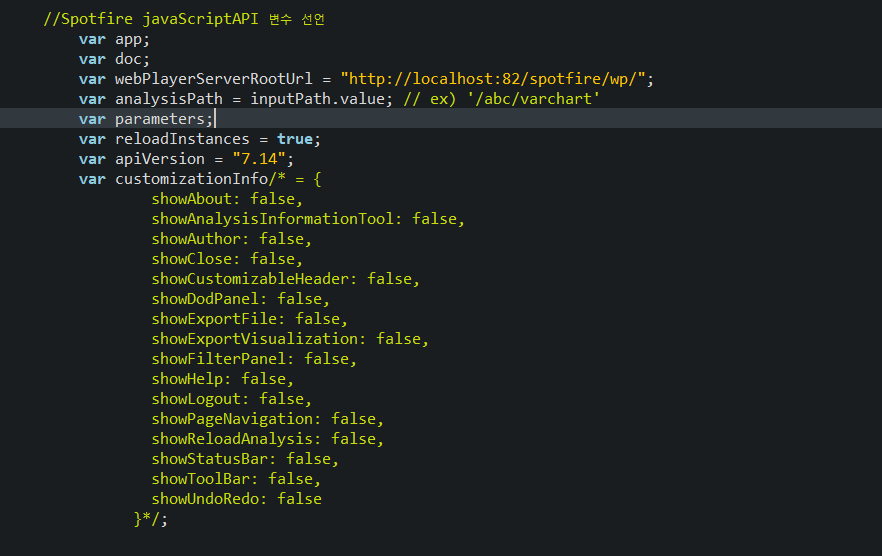 //Spotfire javaScriptAPI 변수 선언
var app;
var doc;
var webPlayerServerRootUrl = "http://localhost:82/spotfire/wp/";
var analysisPath = inputPath.value; // ex) '/abc/varchart'
var parameters;
var reloadInstances = true;
var apiVersion = "7.14";
var customizationInfo/* = {
showAbout: false,
showAnalysisInformationTool: false,
showAuthor: false,
showClose: false,
showCustomizableHeader: false,
showDodPanel: false,
showExportFile: false,
showExportVisualization: false,
showFilterPanel: false,
showHelp: false,
showLogout: false,
showPageNavigation: false,
showReloadAnalysis: false,
showStatusBar: false,
showToolBar: false,
showUndoRedo: false
}*/;